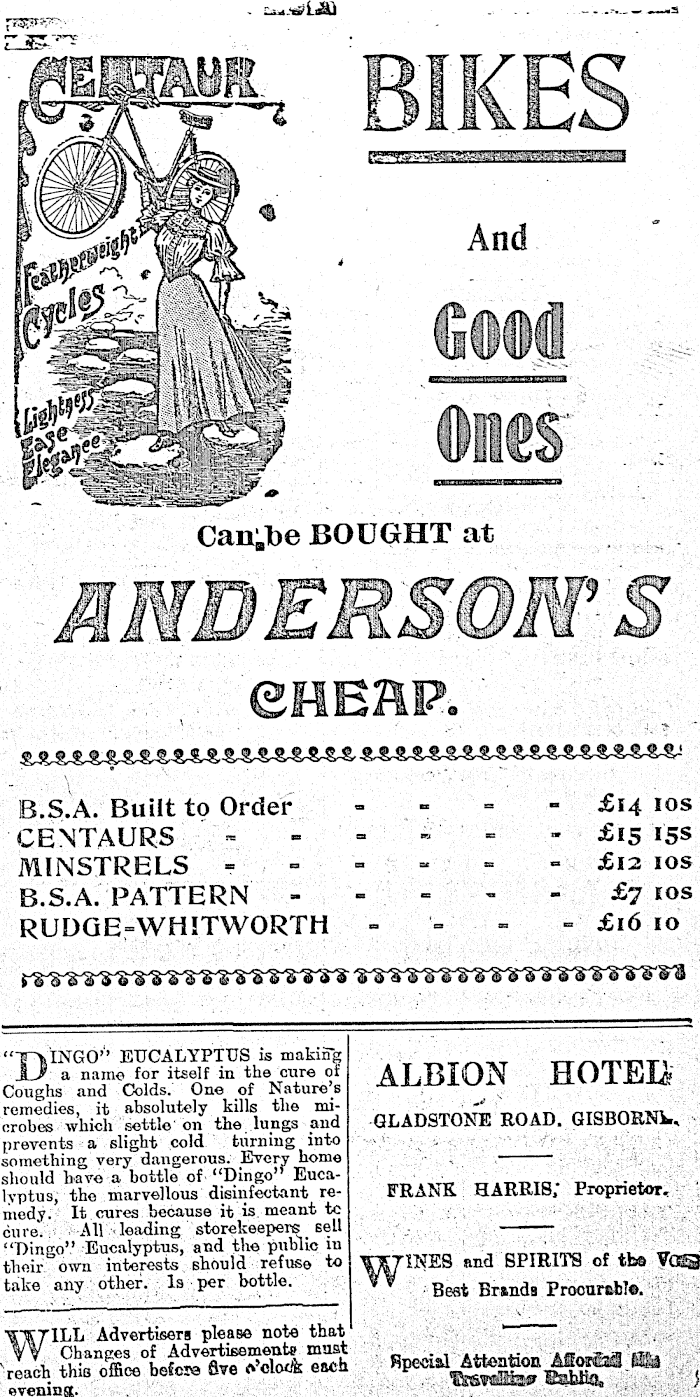 CENTAUR
Featherweight
Cycles
Lightness
Ease
Elegance
BIKES
And
Good
Ones
Can be BOUGHT at
ANDERSON'S
CHEAP.
B.S.A. Built to Order - - - - £14 10s
CENTAURS - - - - - - £15 15s
MINSTRELS - - - - - - £12 10s
B.S.A. PATTERN - - - - - £7 10s
RUDGE-WHITWORTH - - - - £16 10
"DINGO" EUCALYPTUS is making
a name for itself in the cure of
Coughs and Colds. One of Nature's
remedies, it absolutely kills the mi-
crobes which settle on the lungs and
prevents a slight cold turning into
something very dangerous. Every home
should have a bottle of "Dingo" Euca-
lyptus, the marvellous disinfectant re-
medy. It cures because it is meant to
cure. All leading storekeepers sell
"Dingo" Eucalyptus, and the public in
their own interests should refuse to
take any other. 1s per bottle.
WILL Advertisers please note that
Changes of Advertisements must
reach this office before five o'clock each
evening.
ALBION HOTEL
GLADSTONE ROAD, GISBORNE.
FRANK HARRIS, Proprietor.
WINES and SPIRITS of the
Best Brands Procurable.
Special Attention Afforded
Travelling Public.